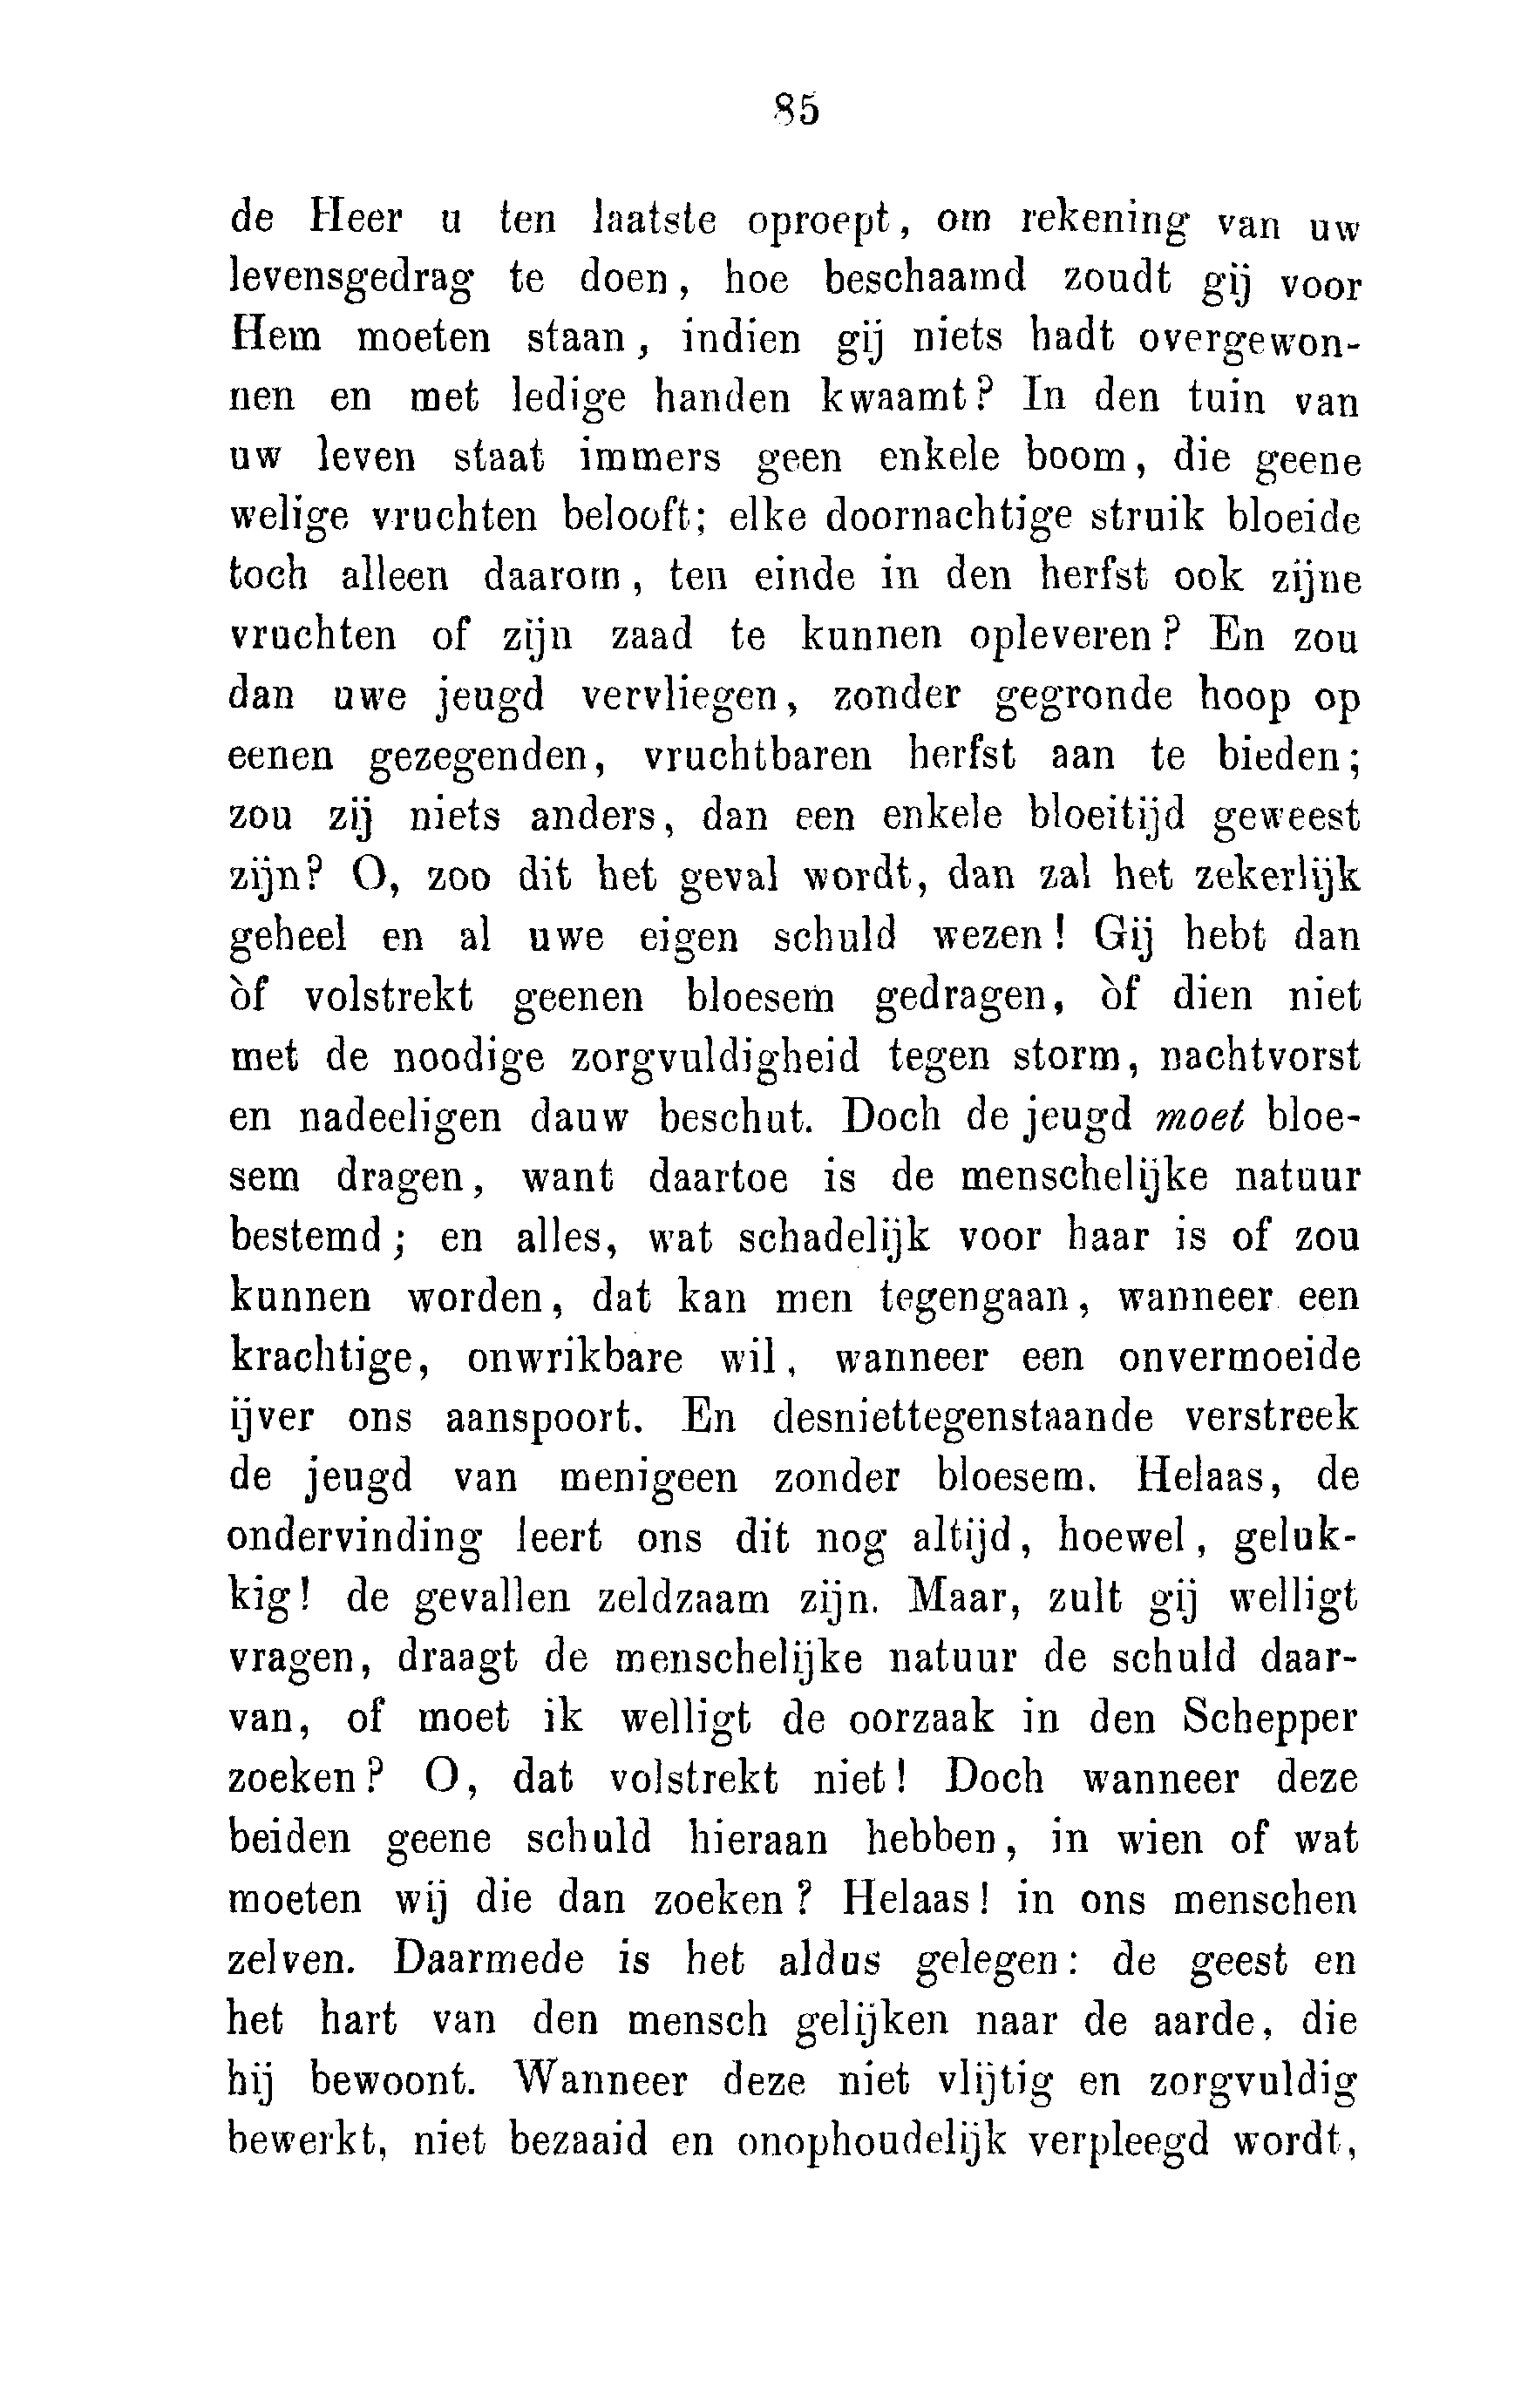 85
de Heer u ten laatste oproept, om rekening van uw
levensgedrag te doen, hoe beschaamd zoudt gij voor
Hem moeten staan, indien gij niets hadt overgewon-
nen en met ledige handen kwaamt? In den tuin van
uw leven staat immers geen enkele boom, die geene
welige vruchten belooft; elke doornachtige struik bloeide
toch alleen daarom, ten einde in den herfst ook zijne
vruchten of zijn zaad te kunnen opleveren? En zou
dan uwe jeugd vervliegen, zonder gegronde hoop op
eenen gezegenden, vruchtbaren herfst aan te bieden;
zou zij niets anders, dan een enkele bloeitijd geweest
zijn? O, zoo dit het geval wordt, dan zal het zekerlijk
geheel en al uwe eigen schuld wezen! Gij hebt dan
òf volstrekt geenen bloesem gedragen, òf dien niet
met de noodige zorgvuldigheid tegen storm, nachtvorst
en nadeeligen dauw beschut. Doch de jeugd moet bloe-
sem dragen, want daartoe is de menschelijke natuur
bestemd; en alles, wat schadelijk voor haar is of zou
kunnen worden, dat kan men tegengaan, wanneer een
krachtige, onwrikbare wil, wanneer een onvermoeide
ijver ons aanspoort. En desniettegenstaande verstreek
de jeugd van menigeen zonder bloesem. Helaas, de
ondervinding leert ons dit nog altijd, hoewel, geluk-
kig! de gevallen zeldzaam zijn. Maar, zult gij welligt
vragen, draagt de menschelijke natuur de schuld daar-
van, of moet ik welligt de oorzaak in den Schepper
zoeken? O, dat volstrekt niet! Doch wanneer deze
beiden geene schuld hieraan hebben, in wien of wat
moeten wij die dan zoeken? Helaas! in ons menschen
zelven. Daarmede is het aldus gelegen: de geest en
het hart van den mensch gelijken naar de aarde, die
hij bewoont. Wanneer deze niet vlijtig en zorgvuldig
bewerkt, niet bezaaid en onophoudelijk verpleegd wordt,